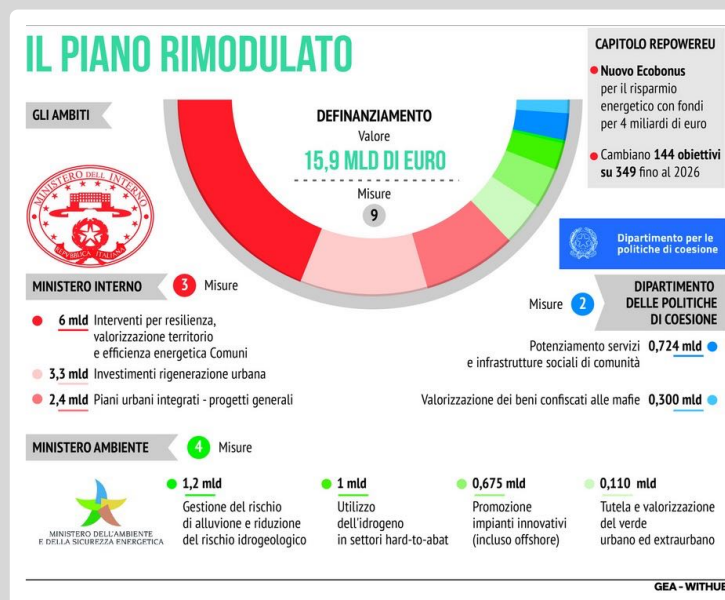 IL PIANO RIMODULATO
GLI AMBITI
DEFINANZIAMENTO
Valore
15,9 MLD DI EURO
Misure
9
CAPITOLO REPOWEREU
Nuovo Ecobonus
per il risparmio
energetico con fondi
per 4 miliardi di euro
Cambiano 144 obiettivi
su 349 fino al 2026
MINISTERO DELL INTERNO
REPVBBLICA ITALIANA
Dipartimento per le
politiche di coesione
MINISTERO INTERNO
3 Misure
6 mld Interventi per resilienza,
valorizzazione territorio
e efficienza energetica Comuni
3,3 mld Investimenti rigenerazione urbana
2,4 mld Piani urbani integrati - progetti generali
Misure 2
DIPARTIMENTO
DELLE POLITICHE
DI COESIONE
Potenziamento servizi 0,724 mld
e infrastrutture sociali di comunità
Valorizzazione dei beni confiscati alle mafie 0,300 mld
MINISTERO AMBIENTE
4 Misure
MINISTERO DELL'AMBIENTE
E DELLA SICUREZZA ENERGETICA
1,2 mld
Gestione del rischio
di alluvione e riduzione
del rischio idrogeologico
1 mld
Utilizzo
dell'idrogeno
in settori hard-to-abat
0,675 mld
Promozione
impianti innovativi
(incluso offshore)
0,110 mld
Tutela e valorizzazione
del verde
urbano ed extraurbano
GEA - WITHUB